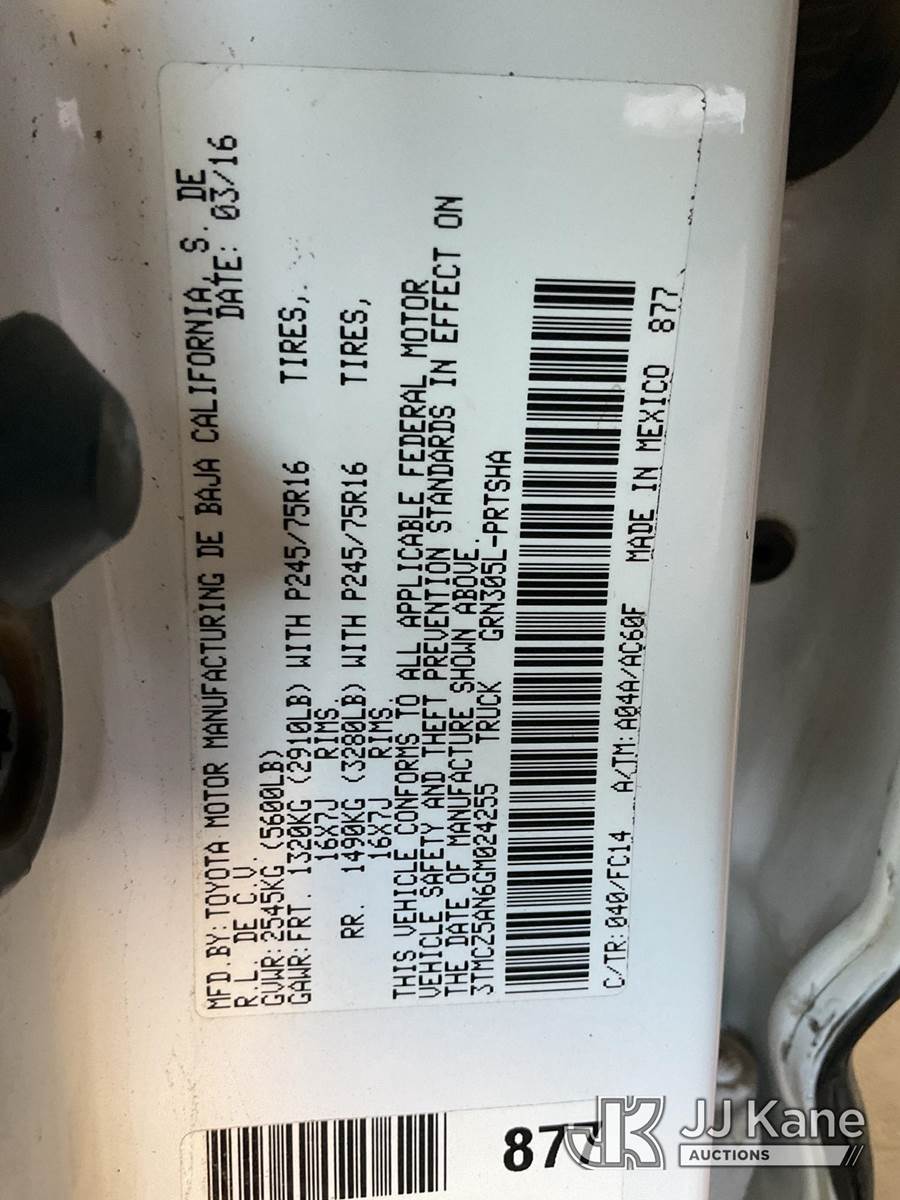 MFD.BY:TOYOTA MOTOR MANUFACTURING DE BAJA CALIFORNIA, S. DE
R.L. DE C.V. DATE: 03/16
GVWR:2545KG (5600LB)
GAWR:FRT. 1320KG (2910LB) WITH P245/75R16 TIRES,
16X7J RIMS.
RR. 1490KG (3280LB) WITH P245/75R16 TIRES,
16X7J RIMS.
THIS VEHICLE CONFORMS TO ALL APPLICABLE FEDERAL MOTOR
VEHICLE SAFETY AND THEFT PREVENTION STANDARDS IN EFFECT ON
THE DATE OF MANUFACTURE SHOWN ABOVE.
3TMCZ5AN6GM024255 TRUCK GRN305L-PRTSHA
C/TR:040/FC14 A/TM:A04A/AC60F MADE IN MEXICO 877
877
JK JJ Kane
AUCTIONS